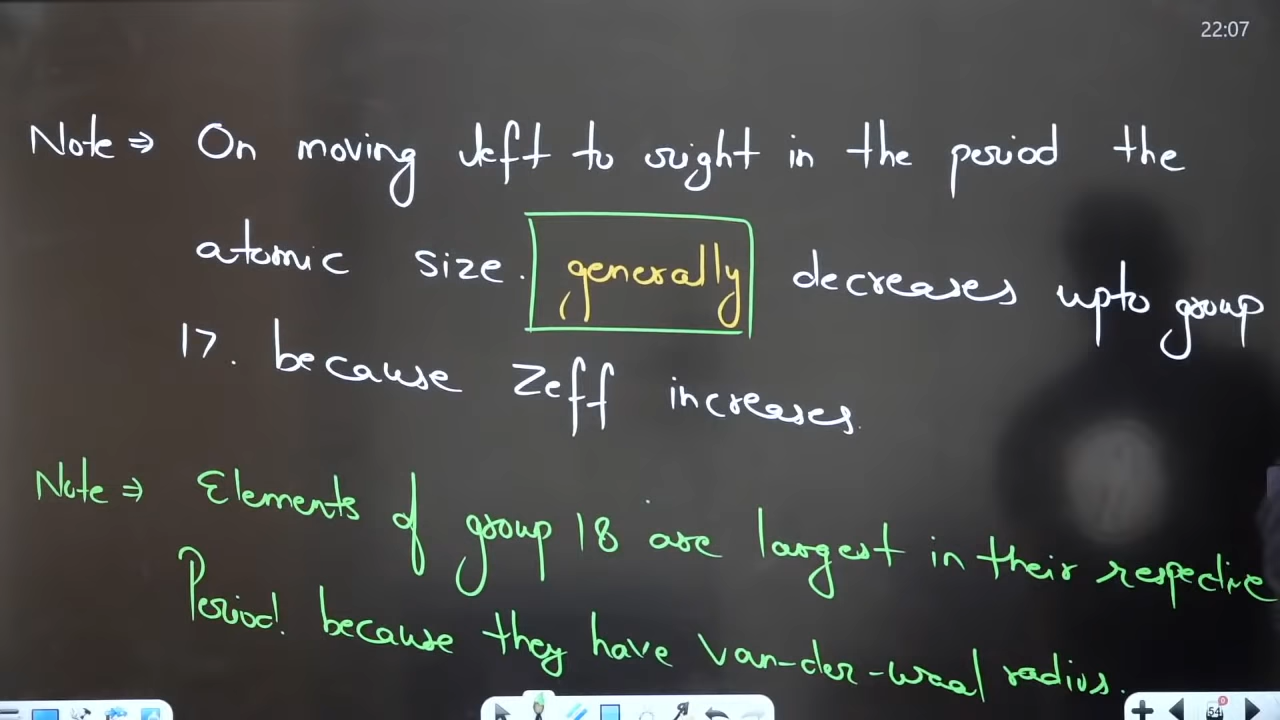 22:07
Note ⇒ On moving left to right in the period the
atomic size. generally decreases upto group
17. because Zeff increases.
Note ⇒ Elements of group 18 are largest in their respective
Period. because they have van-der-waal radius.
54